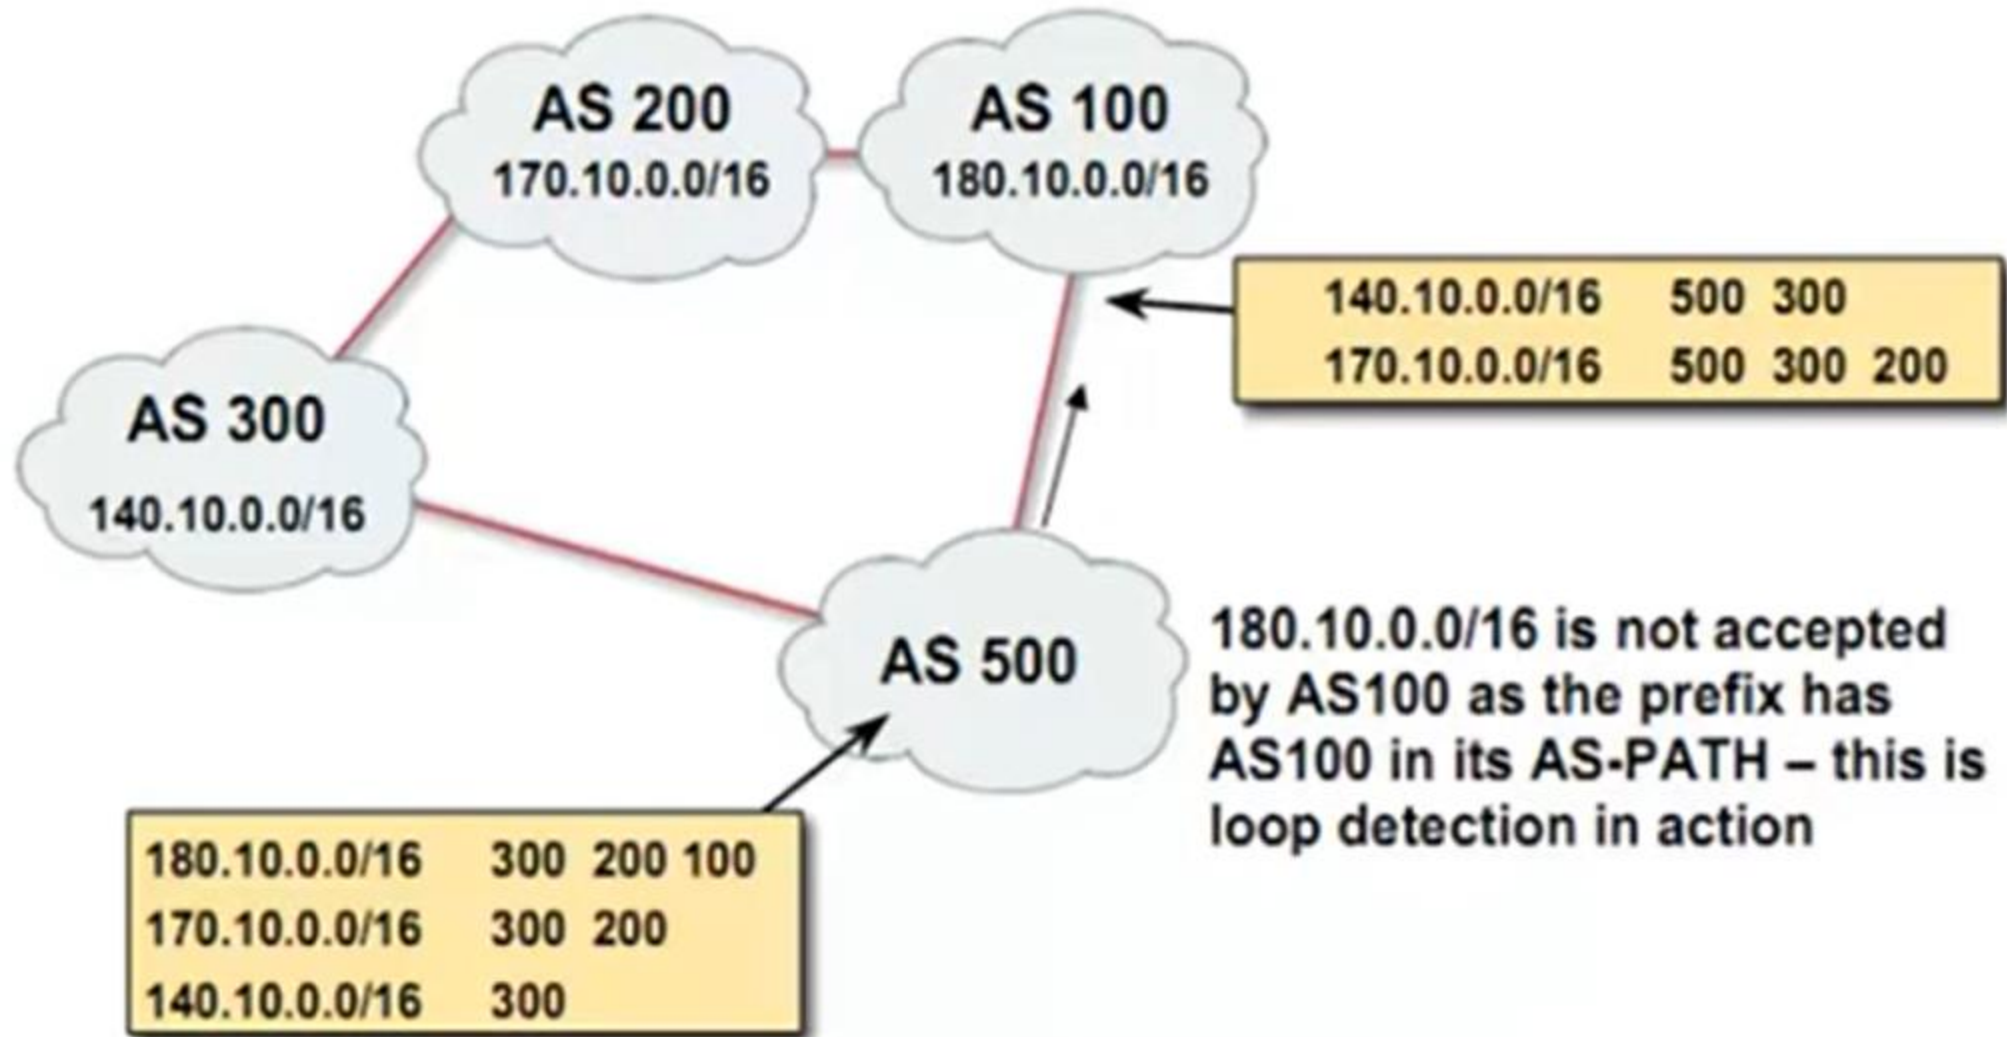 AS 200
170.10.0.0/16
AS 100
180.10.0.0/16
140.10.0.0/16 500 300
170.10.0.0/16 500 300 200
AS 300
140.10.0.0/16
AS 500
180.10.0.0/16 is not accepted
by AS100 as the prefix has
AS100 in its AS-PATH – this is
loop detection in action
180.10.0.0/16 300 200 100
170.10.0.0/16 300 200
140.10.0.0/16 300